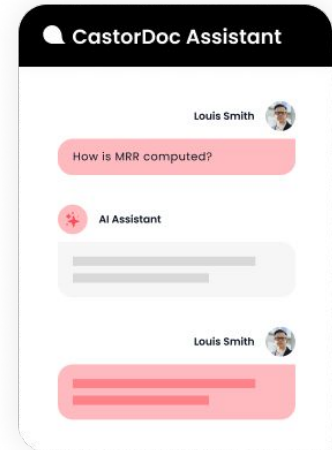 CastorDoc Assistant
Louis Smith
How is MRR computed?
AI Assistant
Louis Smith